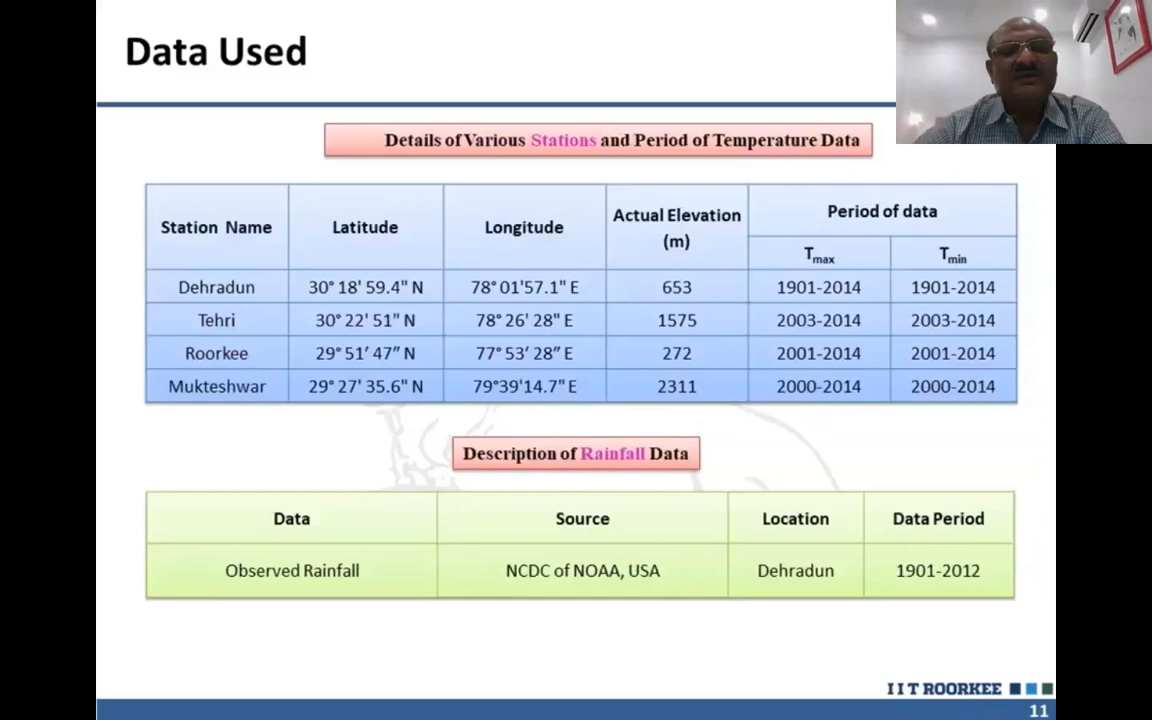 Data Used
Details of Various Stations and Period of Temperature Data
Station Name Latitude Longitude Actual Elevation (m) Period of data
Tmax Tmin
Dehradun 30° 18' 59.4" N 78° 01'57.1" E 653 1901-2014 1901-2014
Tehri 30° 22' 51" N 78° 26' 28" E 1575 2003-2014 2003-2014
Roorkee 29° 51′ 47″ N 77° 53′ 28″ E 272 2001-2014 2001-2014
Mukteshwar 29° 27' 35.6" N 79°39'14.7" E 2311 2000-2014 2000-2014
Description of Rainfall Data
Data Source Location Data Period
Observed Rainfall NCDC of NOAA, USA Dehradun 1901-2012
I I T ROORKEE
11